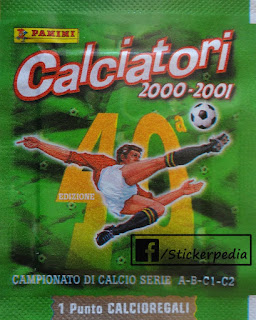 PANINI
Calciatori
2000-2001
40ª
EDIZIONE
f/Stickerpedia
CAMPIONATO DI CALCIO SERIE A-B-C1-C2
1 Punto CALCIOREGALI